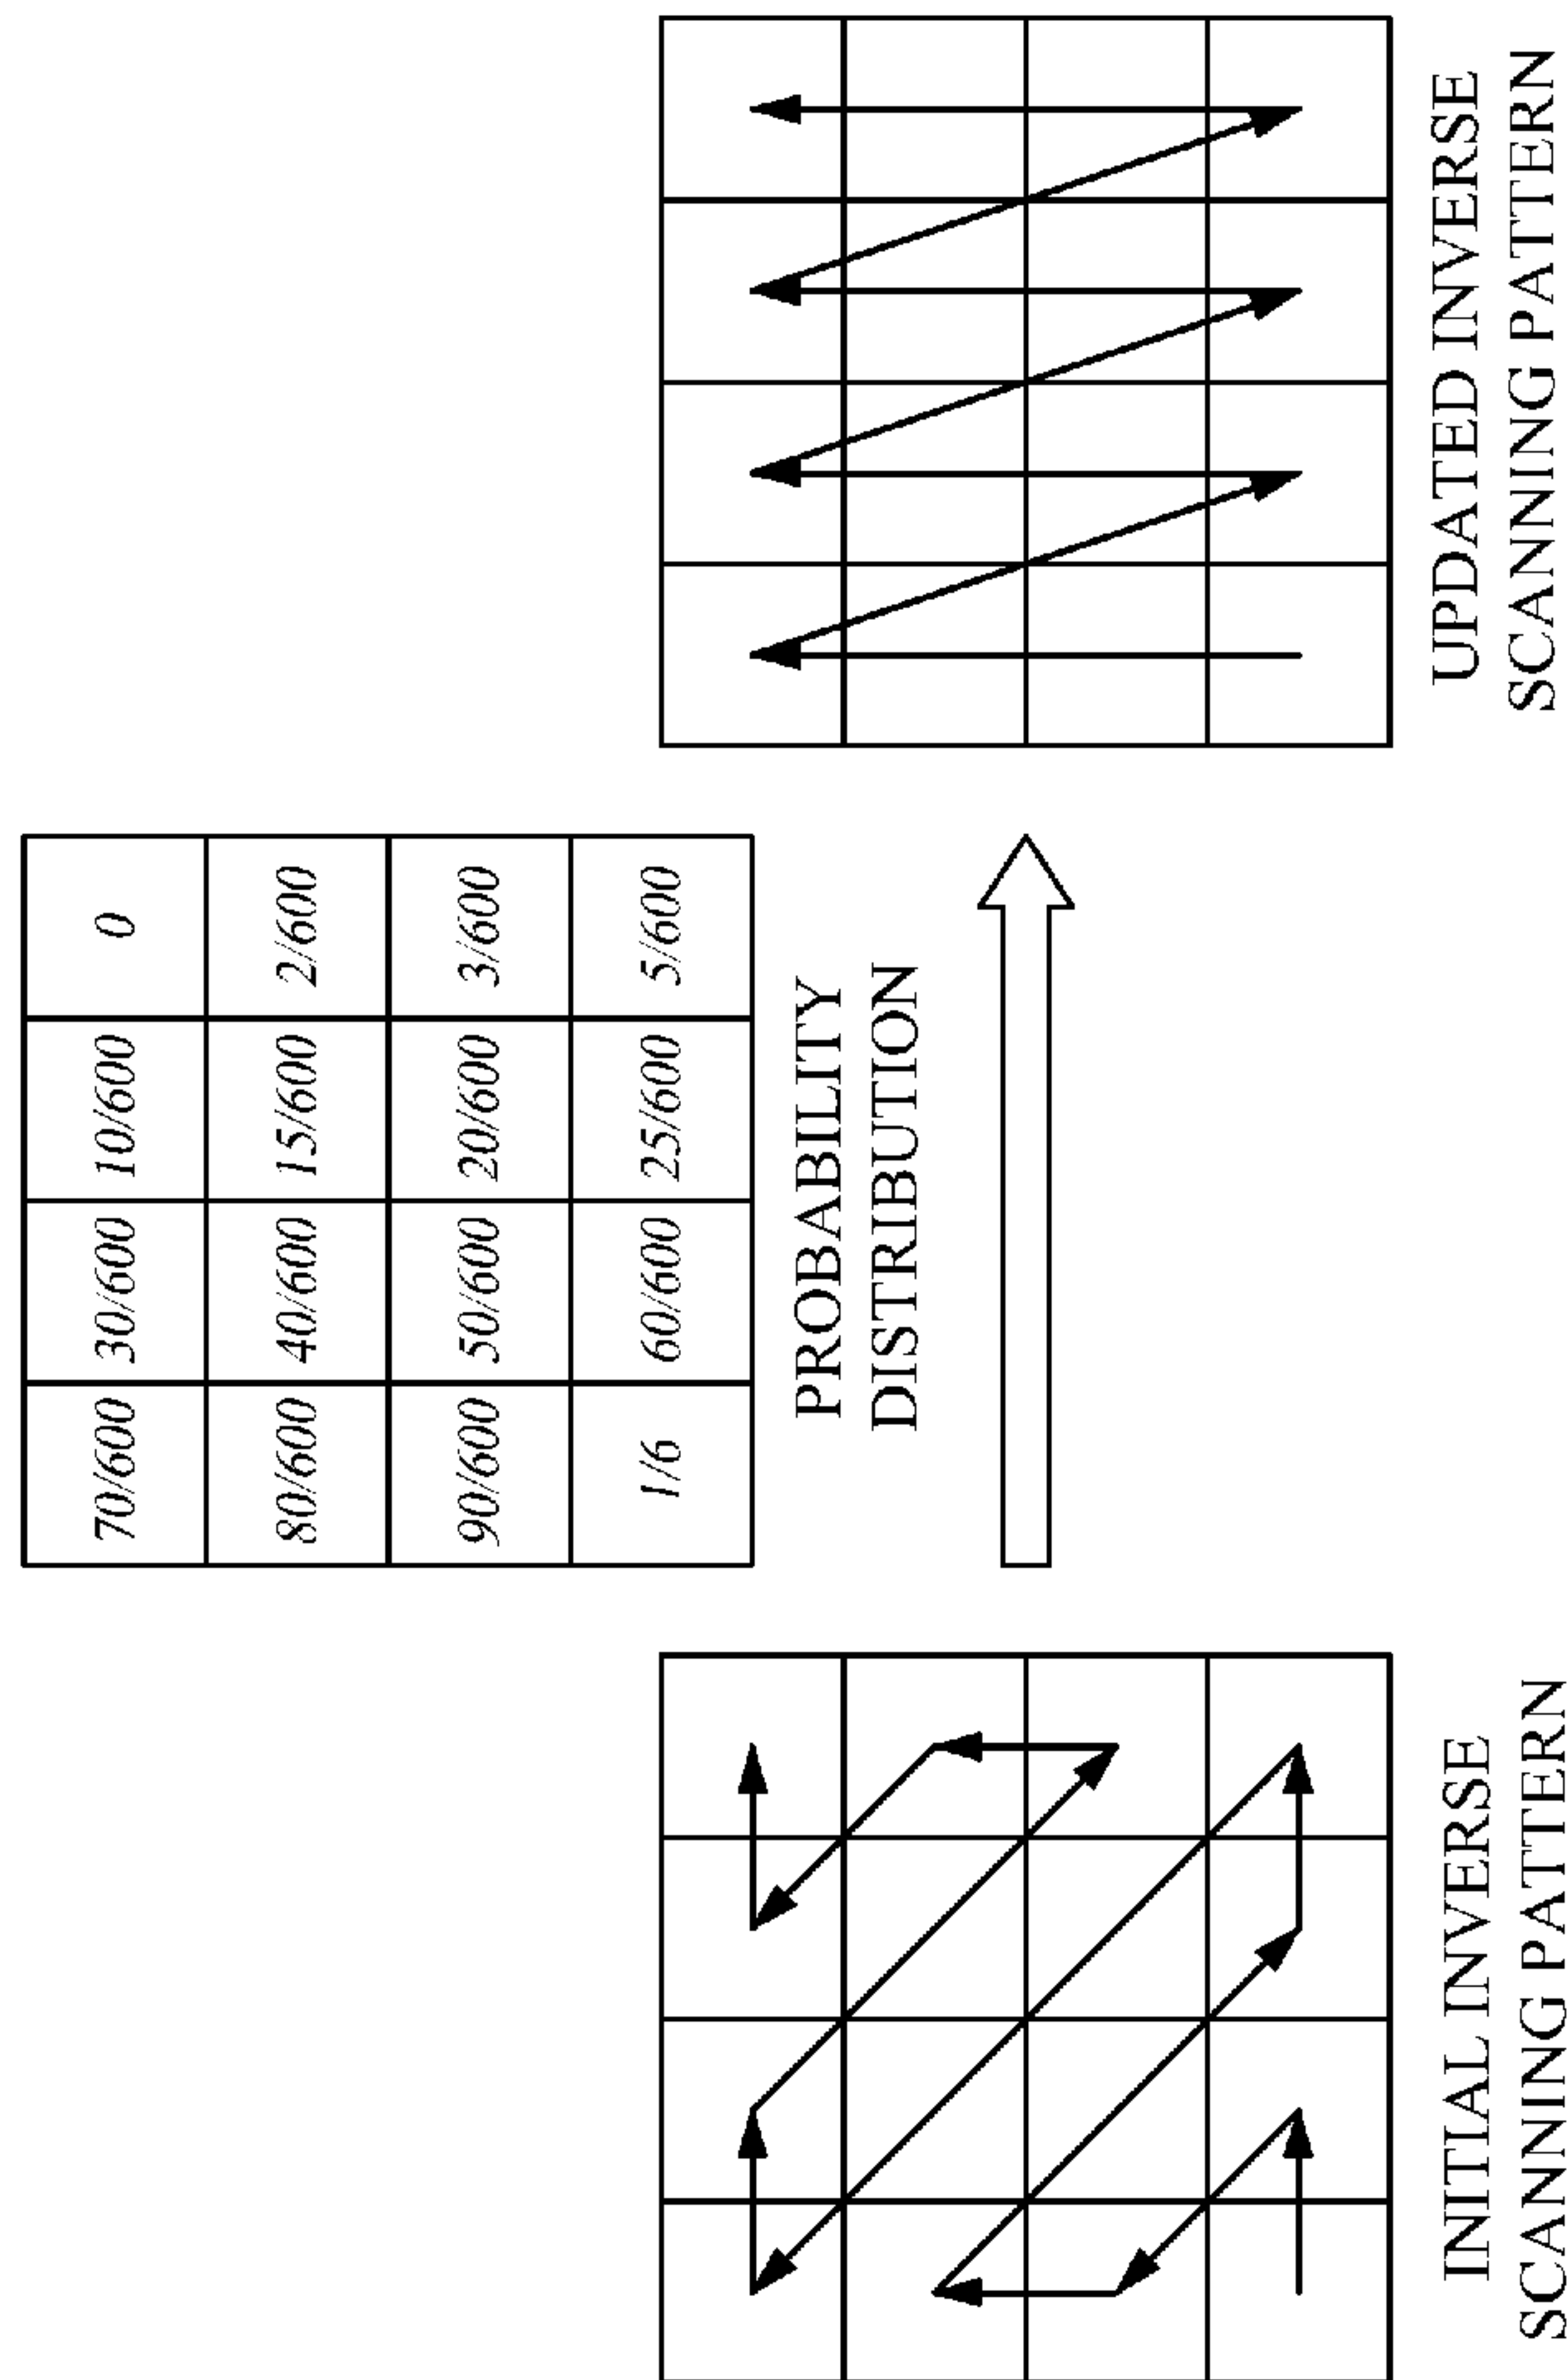 70/600 30/600 10/600 0
80/600 40/600 15/600 2/600
90/600 50/600 20/600 3/600
1/6 60/600 25/600 5/600
PROBABILITY
DISTRIBUTION
INITIAL INVERSE
SCANNING PATTERN
UPDATED INVERSE
SCANNING PATTERN